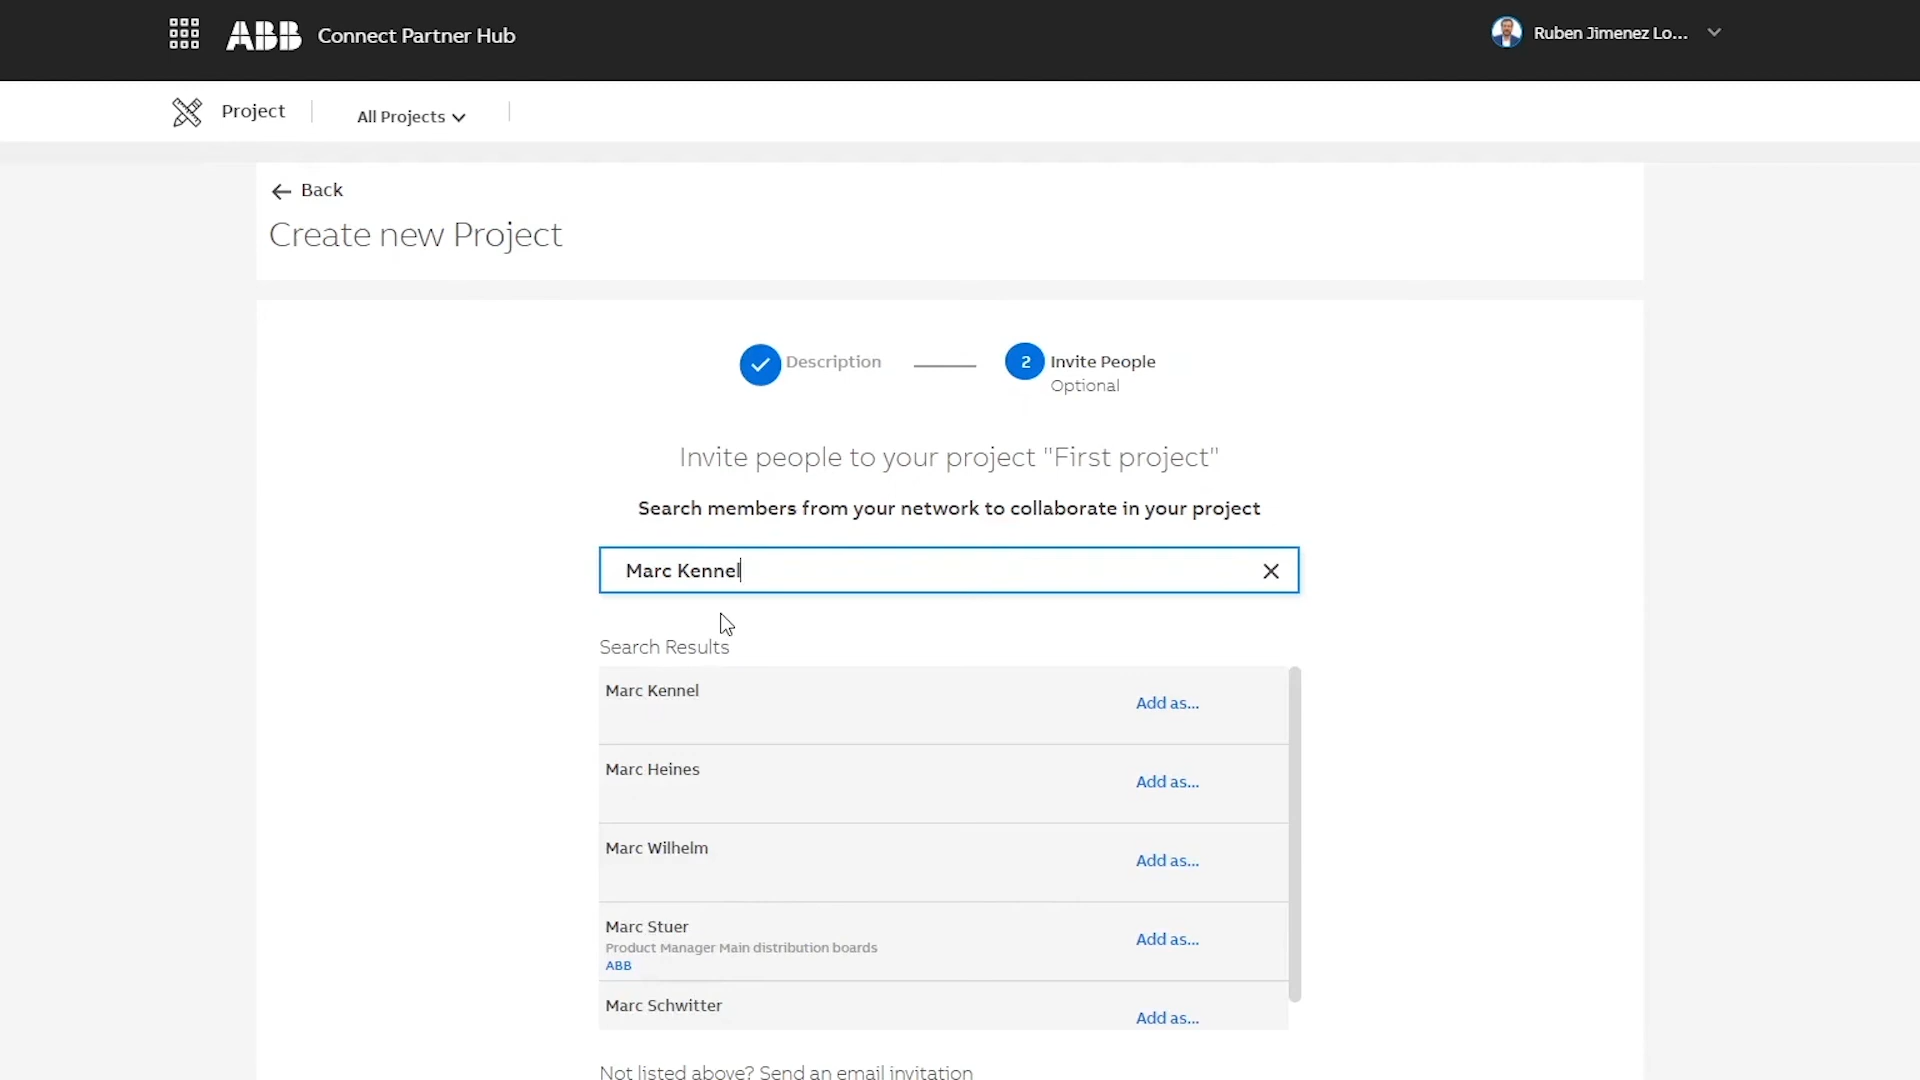 ABB Connect Partner Hub
Ruben Jimenez Lo...
Project
All Projects
Back
Create new Project
Description
2 Invite People
Optional
Invite people to your project "First project"
Search members from your network to collaborate in your project
Marc Kennel
Search Results
Marc Kennel
Add as...
Marc Heines
Add as...
Marc Wilhelm
Add as...
Marc Stuer
Product Manager Main distribution boards
ABB
Add as...
Marc Schwitter
Add as...
Not listed above? Send an email invitation